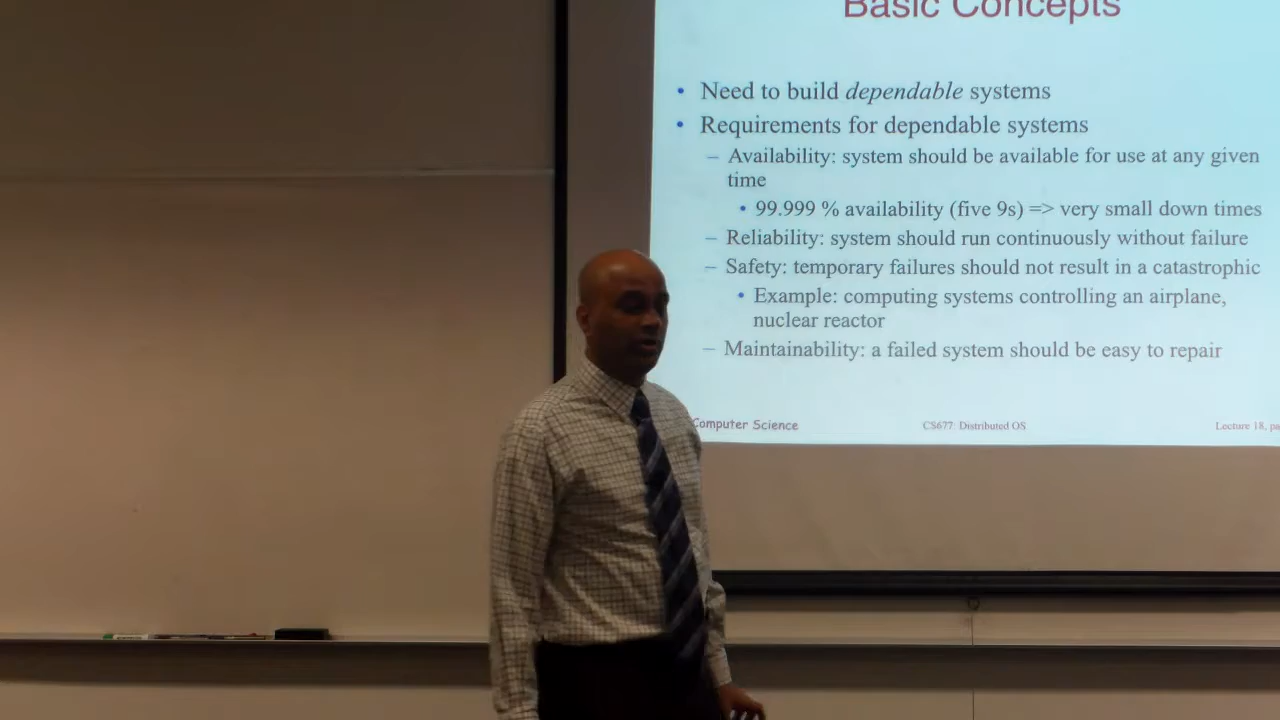 Basic Concepts
• Need to build dependable systems
• Requirements for dependable systems
– Availability: system should be available for use at any given
time
• 99.999 % availability (five 9s) => very small down times
– Reliability: system should run continuously without failure
– Safety: temporary failures should not result in a catastrophic
• Example: computing systems controlling an airplane,
nuclear reactor
– Maintainability: a failed system should be easy to repair
Computer Science CS677: Distributed OS Lecture 18,